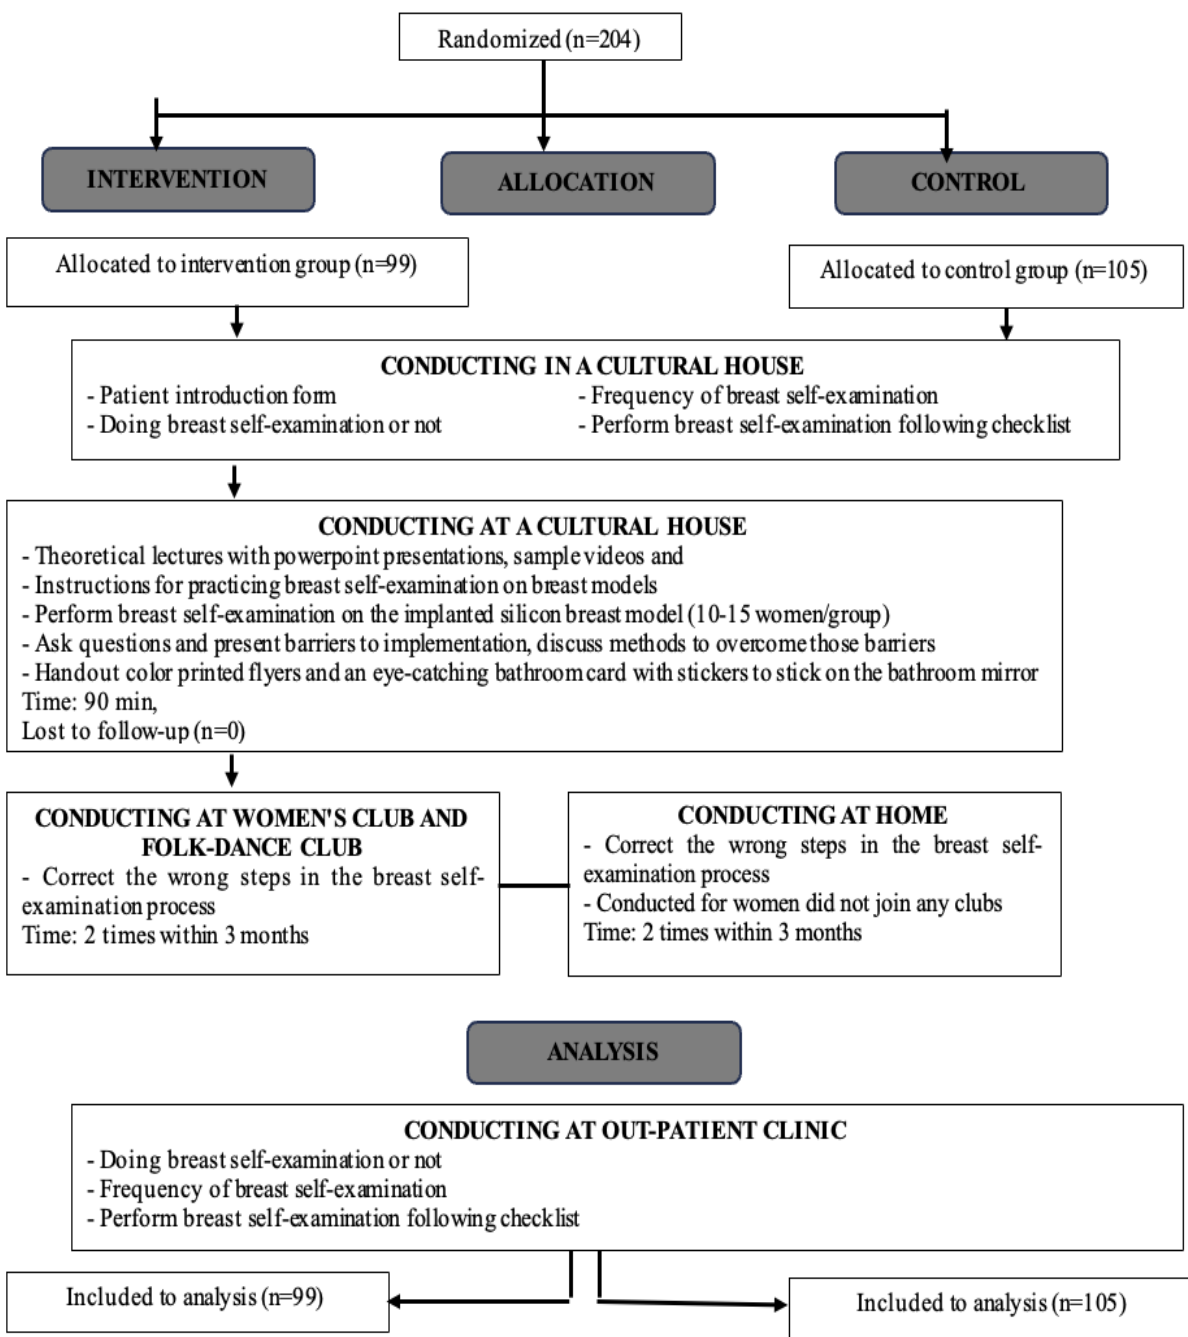 Randomized (n=204)
INTERVENTION
ALLOCATION
CONTROL
Allocated to intervention group (n=99)
Allocated to control group (n=105)
CONDUCTING IN A CULTURAL HOUSE
- Patient introduction form
- Frequency of breast self-examination
- Doing breast self-examination or not
- Perform breast self-examination following checklist
CONDUCTING AT A CULTURAL HOUSE
- Theoretical lectures with powerpoint presentations, sample videos and
- Instructions for practicing breast self-examination on breast models
- Perform breast self-examination on the implanted silicon breast model (10-15 women/group)
- Ask questions and present barriers to implementation, discuss methods to overcome those barriers
- Handout color printed flyers and an eye-catching bathroom card with stickers to stick on the bathroom mirror
Time: 90 min,
Lost to follow-up (n=0)
CONDUCTING AT WOMEN'S CLUB AND
FOLK-DANCE CLUB
- Correct the wrong steps in the breast self-
examination process
Time: 2 times within 3 months
CONDUCTING AT HOME
- Correct the wrong steps in the breast self-
examination process
- Conducted for women did not join any clubs
Time: 2 times within 3 months
ANALYSIS
CONDUCTING AT OUT-PATIENT CLINIC
- Doing breast self-examination or not
- Frequency of breast self-examination
- Perform breast self-examination following checklist
Included to analysis (n=99)
Included to analysis (n=105)